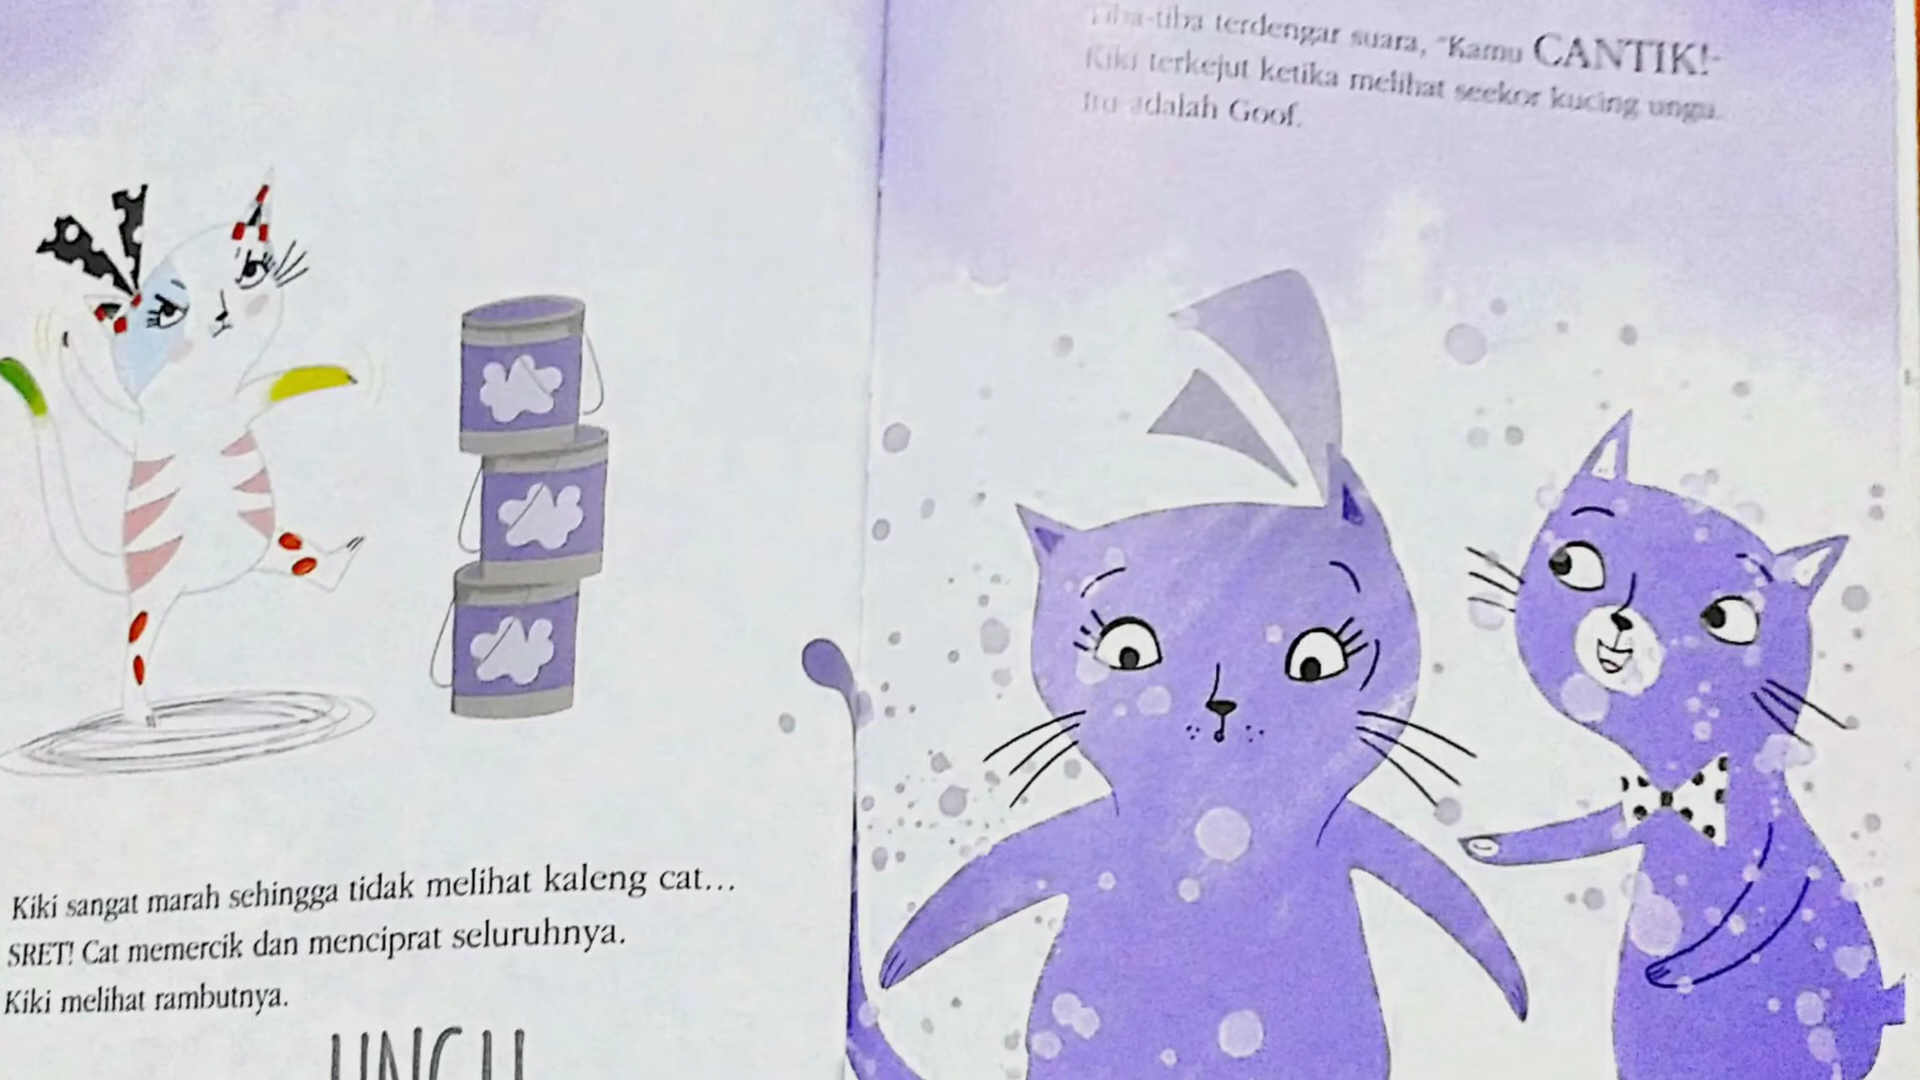 Kiki sangat marah sehingga tidak melihat kaleng cat...
SRET! Cat memercik dan menciprat seluruhnya.
Kiki melihat rambutnya.
UNGU
Tiba-tiba terdengar suara, "Kamu CANTIK!"
Kiki terkejut ketika melihat seekor kucing ungu.
Itu adalah Goof.